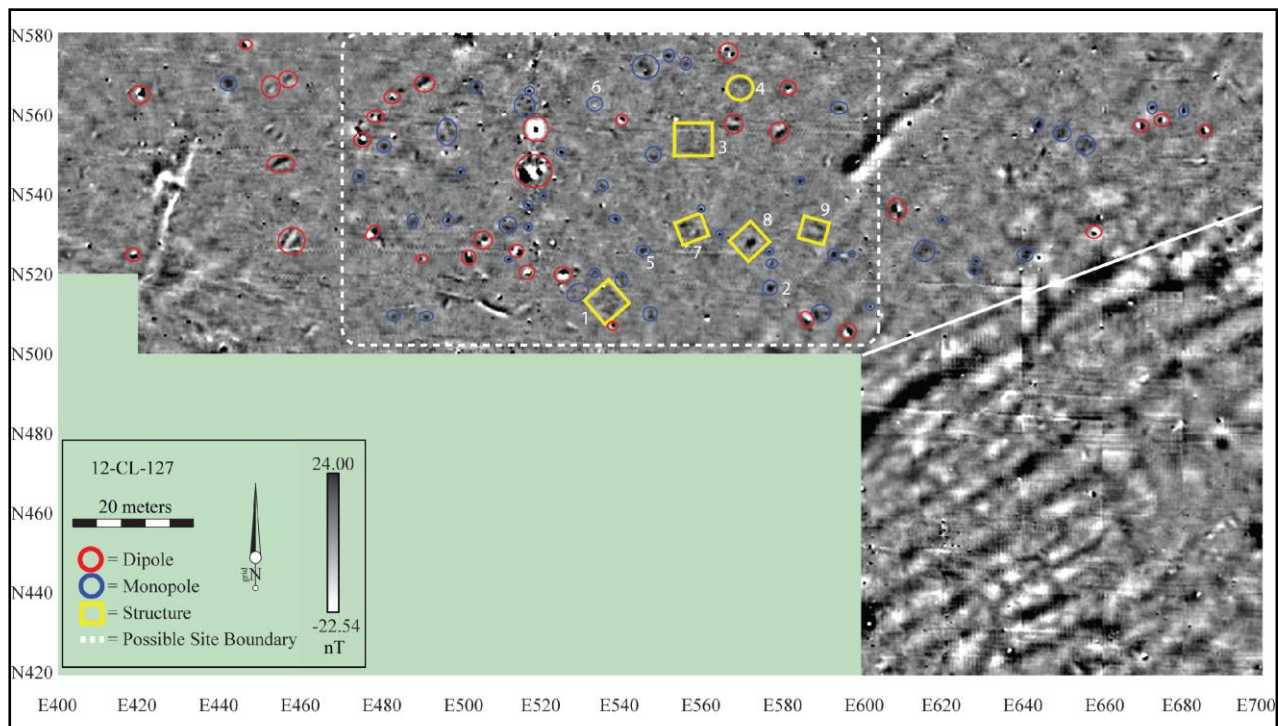 N580
N560
N540
N520
N500
N480
N460
N440
N420
6
4
3
9
8
7
5
2
1
12-CL-127
20 meters
grid
N
24.00
-22.54
nT
= Dipole
= Monopole
= Structure
= Possible Site Boundary
E400 E420 E440 E460 E480 E500 E520 E540 E560 E580 E600 E620 E640 E660 E680 E700